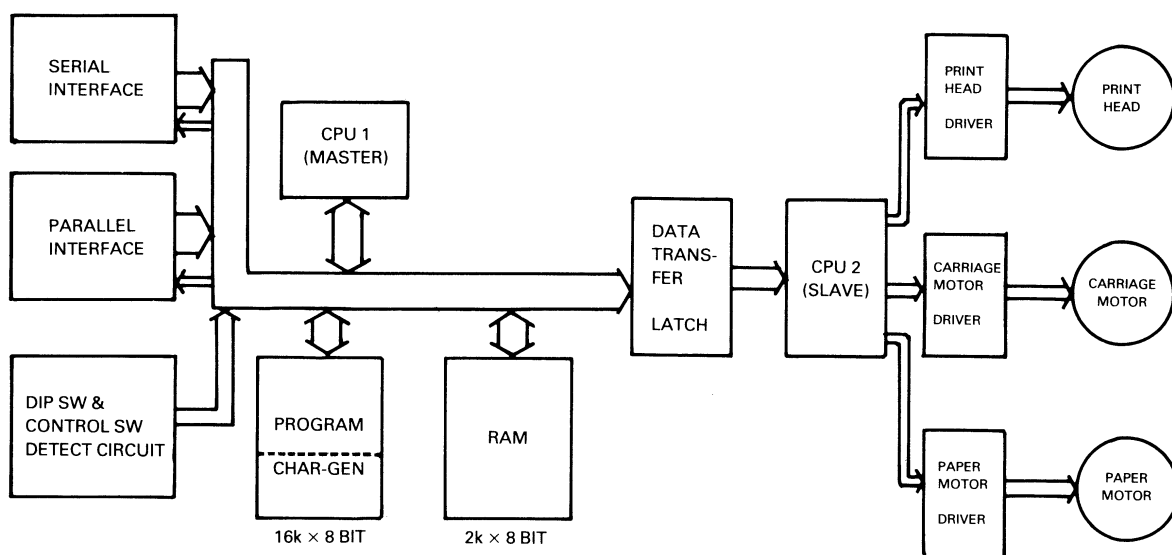 SERIAL
INTERFACE
PARALLEL
INTERFACE
DIP SW &
CONTROL SW
DETECT CIRCUIT
CPU 1
(MASTER)
PROGRAM
CHAR-GEN
16k × 8 BIT
RAM
2k × 8 BIT
DATA
TRANS-
FER
LATCH
CPU 2
(SLAVE)
PRINT
HEAD
DRIVER
PRINT
HEAD
CARRIAGE
MOTOR
DRIVER
CARRIAGE
MOTOR
PAPER
MOTOR
DRIVER
PAPER
MOTOR